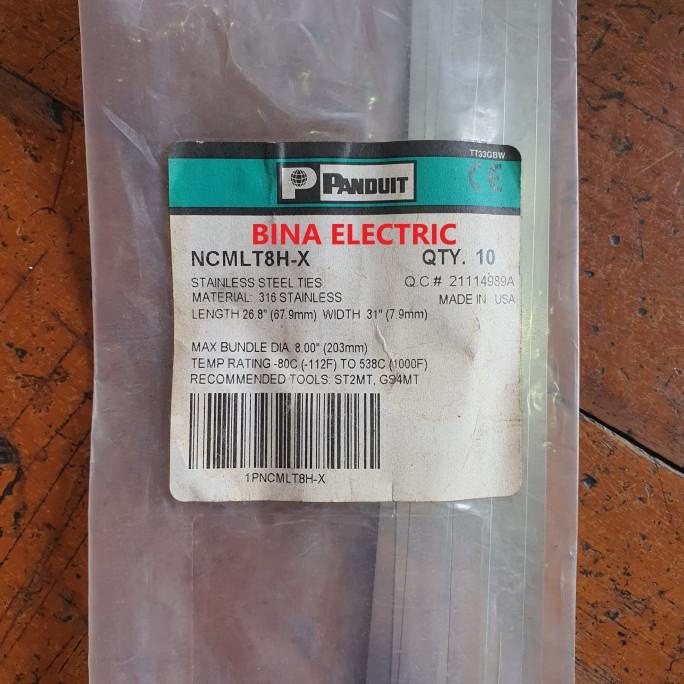 TT33GBW
P PANDUIT CE
BINA ELECTRIC
NCMLT8H-X QTY. 10
STAINLESS STEEL TIES Q.C # 21114989A
MATERIAL: 316 STAINLESS MADE IN USA
LENGTH 26.8" (67.9mm) WIDTH .31" (7.9mm)
MAX BUNDLE DIA. 8.00" (203mm)
TEMP RATING -80C (-112F) TO 538C (1000F)
RECOMMENDED TOOLS: ST2MT, GS4MT
1PNCMLT8H-X